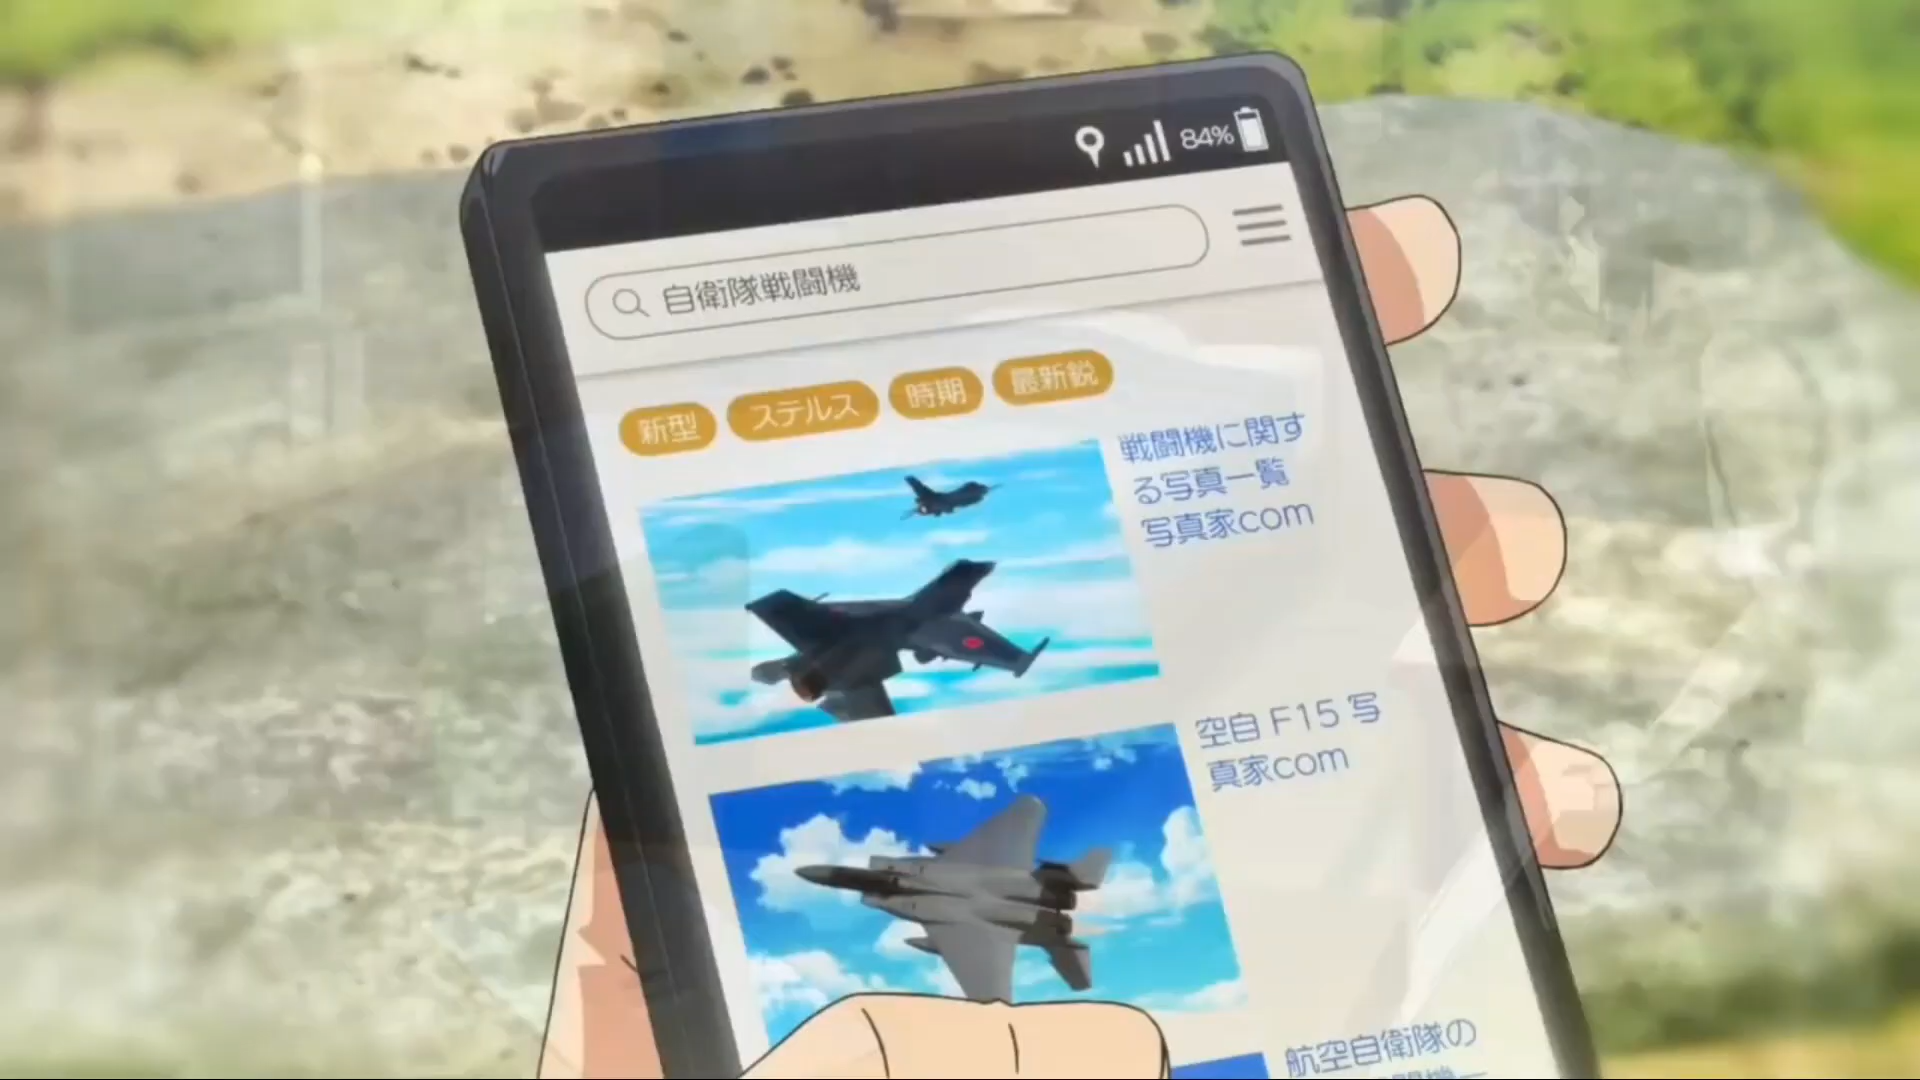 84%
自衛隊戦闘機
新型 ステルス 時期 最新鋭
戦闘機に関す
る写真一覧
写真家com
空自 F15 写
真家com
航空自衛隊の